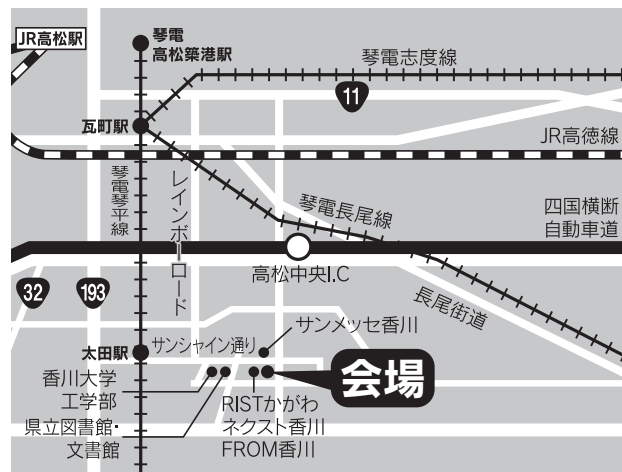 JR高松駅
琴電
高松築港駅
琴電志度線
11
瓦町駅
JR高徳線
琴電琴平線
レインボーロード
琴電長尾線
四国横断
自動車道
高松中央I.C
32
193
長尾街道
サンメッセ香川
太田駅
サンシャイン通り
会場
香川大学
工学部
県立図書館・
文書館
RISTかがわ
ネクスト香川
FROM香川